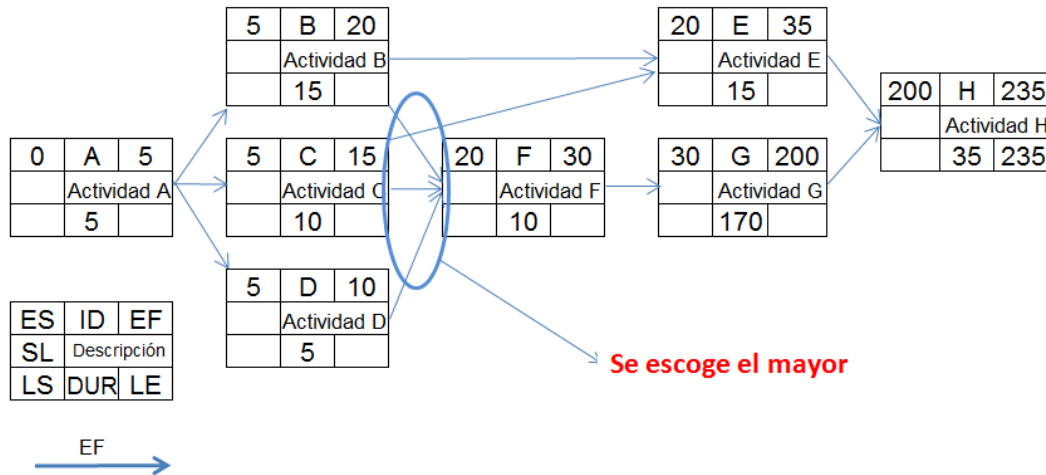 5 B 20
Actividad B
15
20 E 35
Actividad E
15
200 H 235
Actividad H
35 235
0 A 5
Actividad A
5
5 C 15
Actividad C
10
20 F 30
Actividad F
10
30 G 200
Actividad G
170
5 D 10
Actividad D
5
ES ID EF
SL Descripción
LS DUR LE
Se escoge el mayor
EF